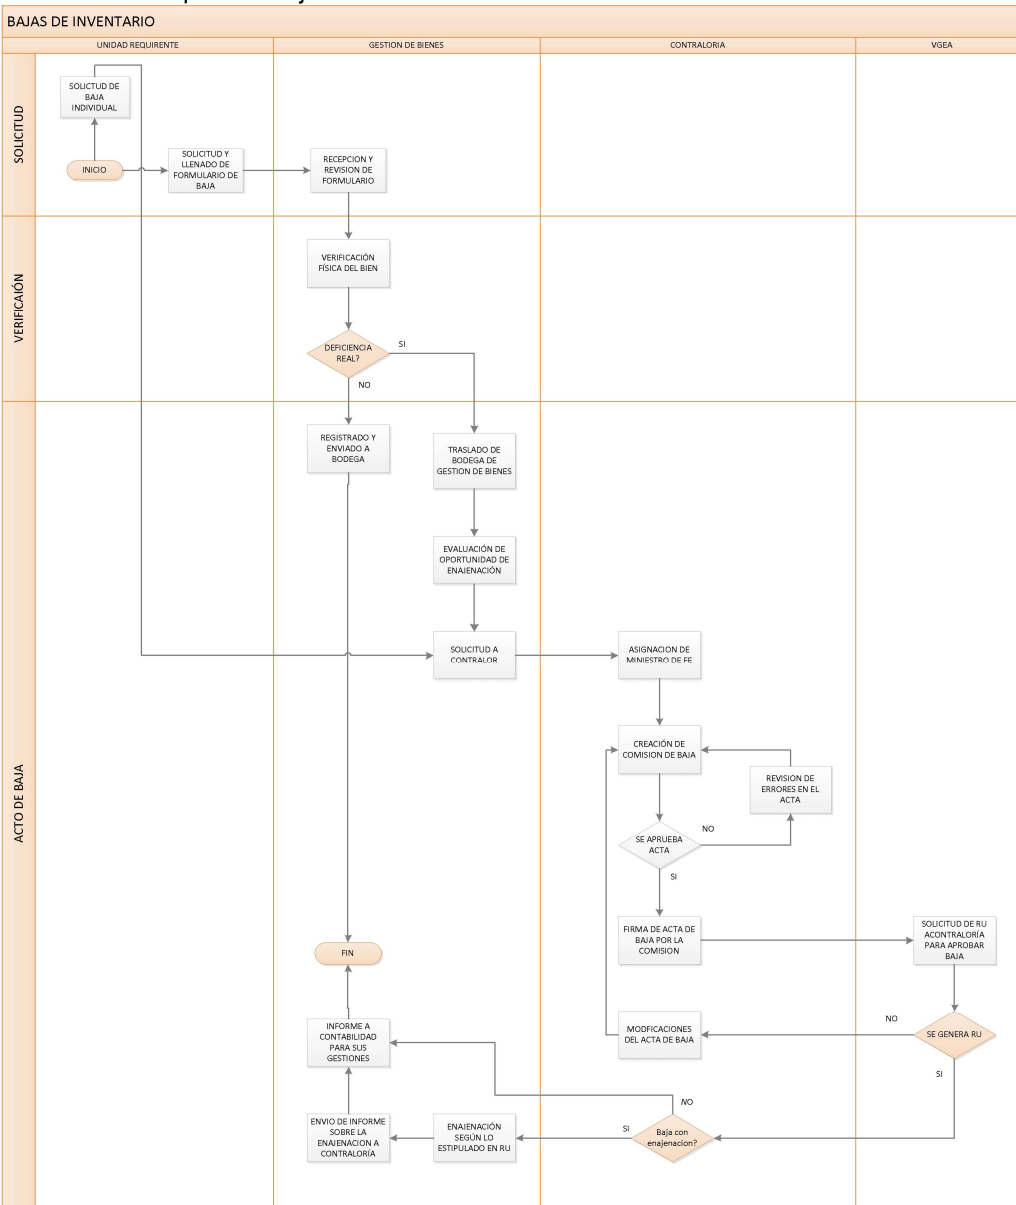 BAJAS DE INVENTARIO
UNIDAD REQUIRENTE
GESTION DE BIENES
CONTRALORIA
VGEA
SOLICITUD
SOLICTUD DE
BAJA
INDIVIDUAL
INICIO
SOLICITUD Y
LLENADO DE
FORMULARIO DE
BAJA
RECEPCION Y
REVISION DE
FORMULARIO
VERIFICAIÓN
VERIFICACIÓN
FÍSICA DEL BIEN
DEFICIENCIA
REAL?
SI
NO
ACTO DE BAJA
REGISTRADO Y
ENVIADO A
BODEGA
TRASLADO DE
BODEGA DE
GESTION DE BIENES
EVALUACIÓN DE
OPORTUNIDAD DE
ENAJENACIÓN
SOLICITUD A
CONTRALOR
ASIGNACION DE
MINIESTRO DE FE
CREACIÓN DE
COMISION DE BAJA
REVISION DE
ERRORES EN EL
ACTA
SE APRUEBA
ACTA
NO
SI
FIRMA DE ACTA DE
BAJA POR LA
COMISION
SOLICITUD DE RU
ACONTRALORÍA
PARA APROBAR
BAJA
FIN
SE GENERA RU
NO
SI
MODFICACIONES
DEL ACTA DE BAJA
INFORME A
CONTABILIDAD
PARA SUS
GESTIONES
NO
Baja con
enajenacion?
SI
ENAJENACIÓN
SEGÚN LO
ESTIPULADO EN RU
ENVIO DE INFORME
SOBRE LA
ENAJENACION A
CONTRALORÍA